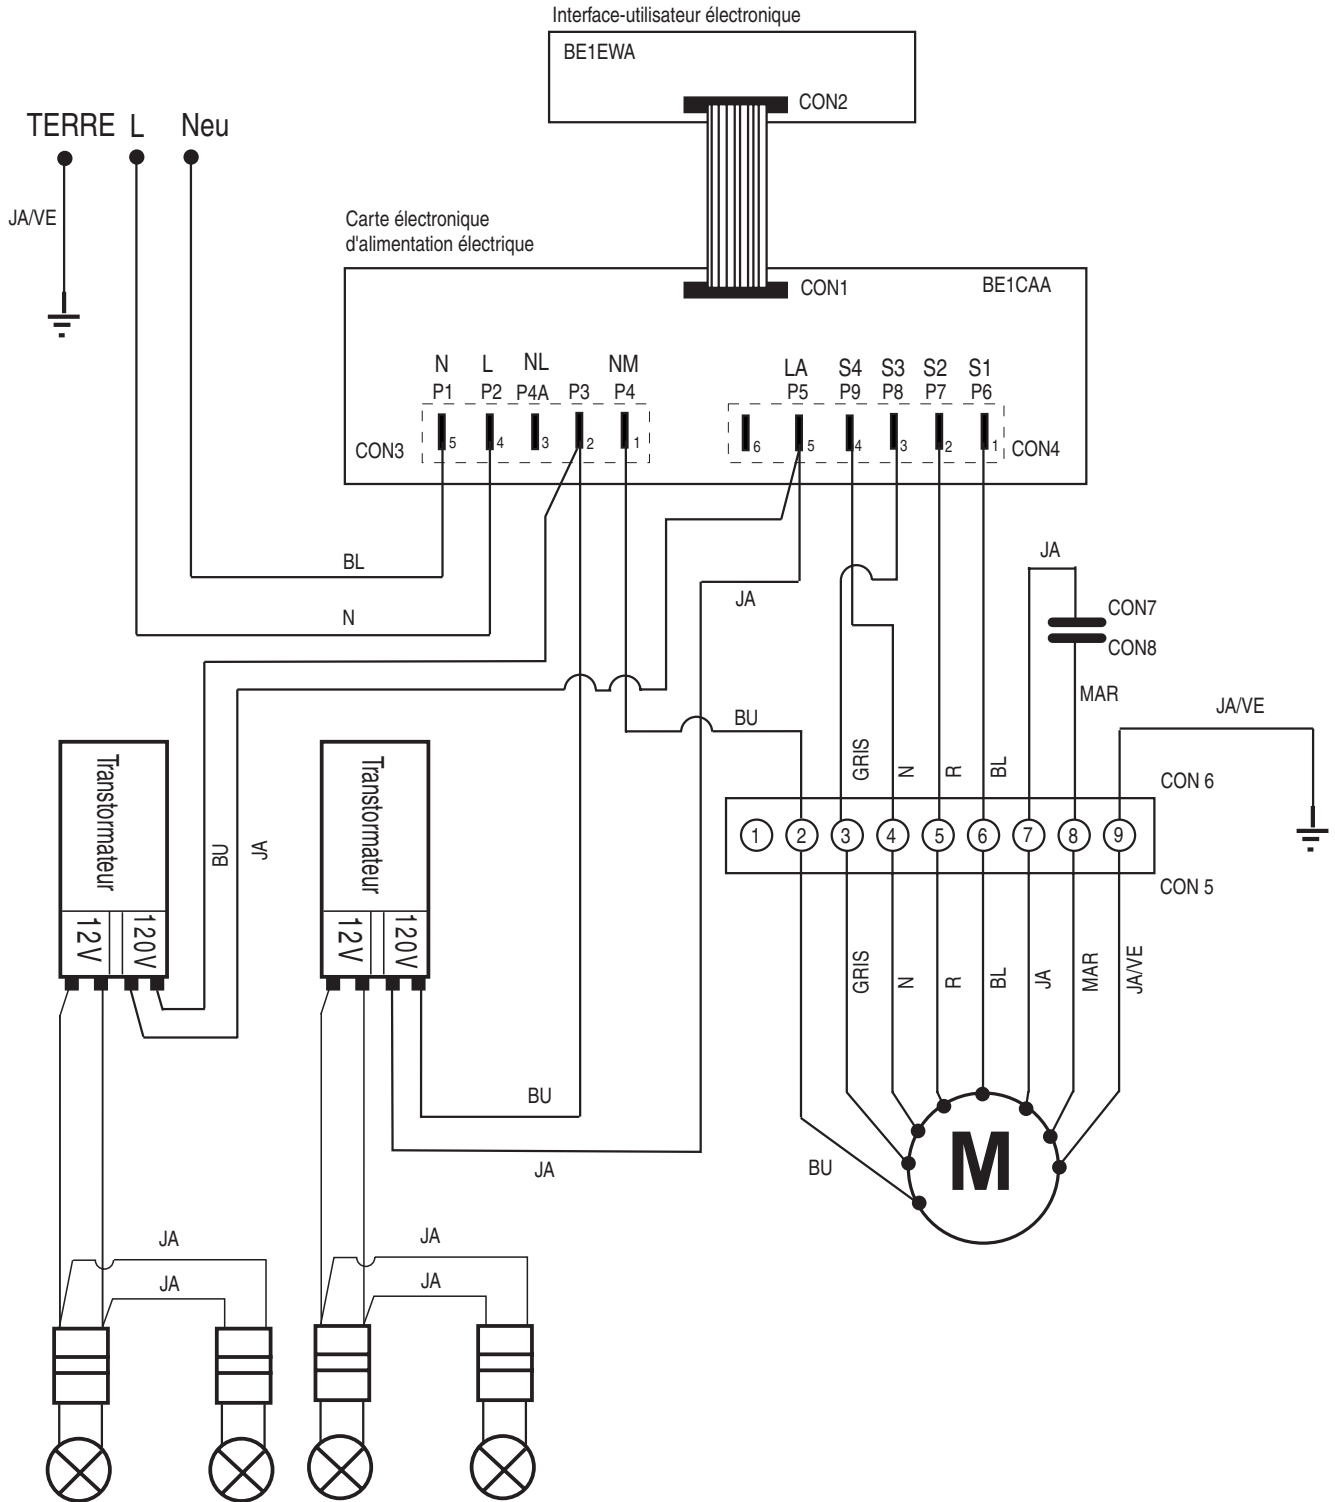 Interface-utilisateur électronique
BE1EWA
CON2
TERRE L Neu
JA/VE
Carte électronique
d'alimentation électrique
CON1
BE1CAA
N L NL NM
P1 P2 P4A P3 P4
LA S4 S3 S2 S1
P5 P9 P8 P7 P6
CON3
5 4 3 2 1
6 5 4 3 2 1
CON4
BL
N
JA
JA
CON7
CON8
MAR
BU
JA/VE
GRIS
N
R
BL
CON 6
1 2 3 4 5 6 7 8 9
CON 5
Transtormateur
12V
120V
BU
JA
Transtormateur
12V
120V
GRIS
N
R
BL
JA
MAR
JA/VE
BU
JA
BU
M
JA
JA
JA
JA